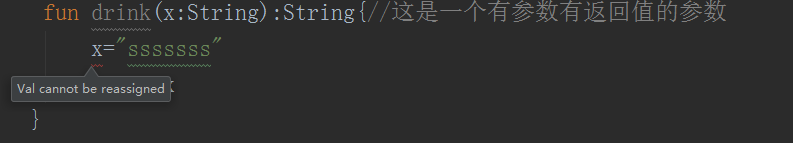 fun drink(x:String):String{//这是一个有参数有返回值的参数
x="sssssss"
Val cannot be reassigned
}